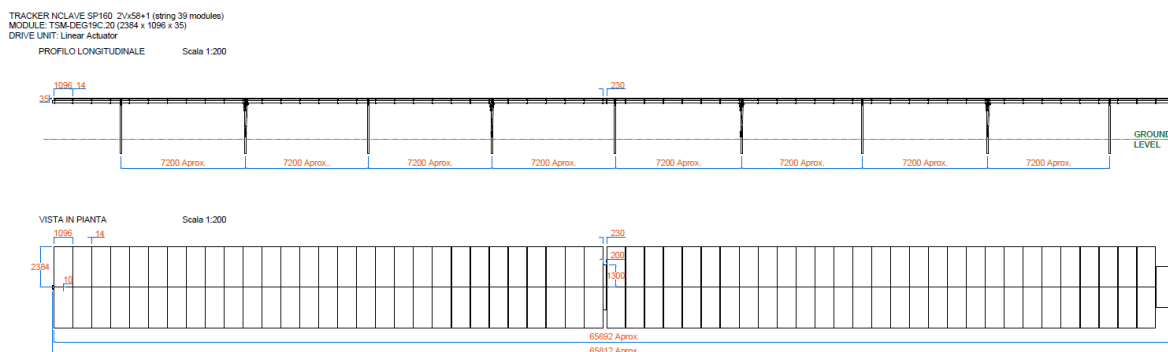 TRACKER NCLAVE SP160  2Vx58+1 (string 39 modules)
MODULE: TSM-DEG19C.20 (2384 x 1096 x 35)
DRIVE UNIT: Linear Actuator
PROFILO LONGITUDINALE Scala 1:200
1096 14 230
35
GROUND
LEVEL
7200 Aprox. 7200 Aprox.. 7200 Aprox. 7200 Aprox. 7200 Aprox. 7200 Aprox. 7200 Aprox. 7200 Aprox.
VISTA IN PIANTA Scala 1:200
1096 14 230
200
2384 10 1300
65692 Aprox.
65812 Aprox.